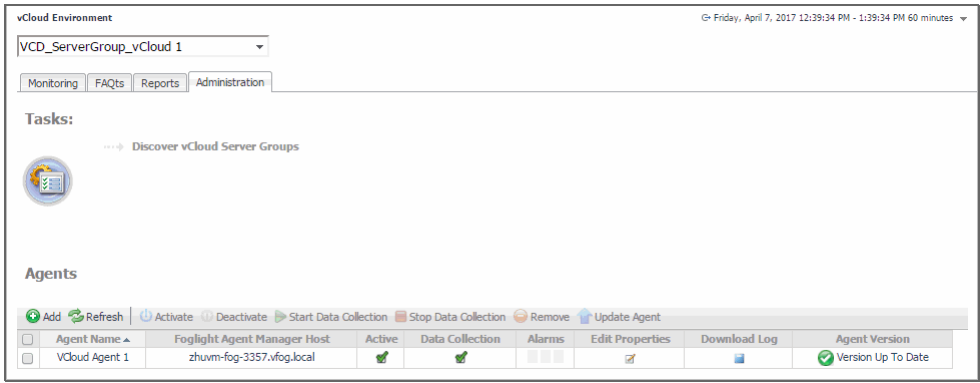 vCloud Environment
Friday, April 7, 2017 12:39:34 PM - 1:39:34 PM 60 minutes
VCD_ServerGroup_vCloud 1
Monitoring FAQts Reports Administration
Tasks:
Discover vCloud Server Groups
Agents
Add Refresh Activate Deactivate Start Data Collection Stop Data Collection Remove Update Agent
Agent Name Foglight Agent Manager Host Active Data Collection Alarms Edit Properties Download Log Agent Version
VCloud Agent 1 zhuvm-fog-3357.vfog.local Version Up To Date